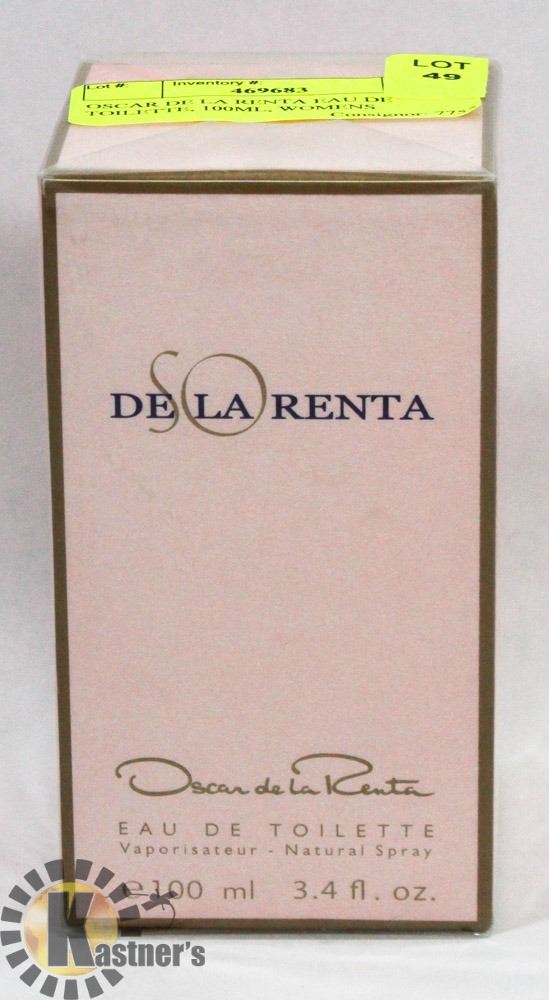 LOT
49
Lot #: Inventory #:
469683
OSCAR DE LA RENTA EAU DE
TOILETTE, 100ML, WOMENS
Consignor: 775
SO
DE LA RENTA
Oscar de la Renta
EAU DE TOILETTE
Vaporisateur - Natural Spray
e 100 ml 3.4 fl. oz.
Kastner's